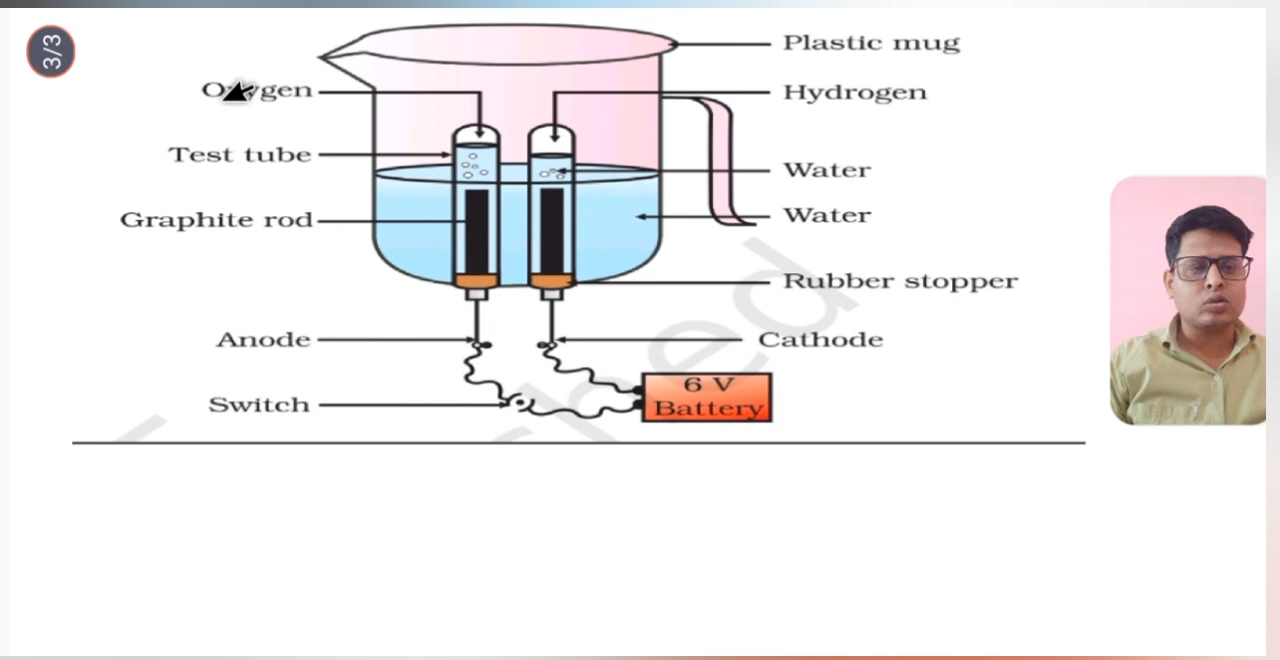 3/3
Plastic mug
Oxygen
Hydrogen
Test tube
Water
Graphite rod
Water
Rubber stopper
Anode
Cathode
Switch
6 V
Battery